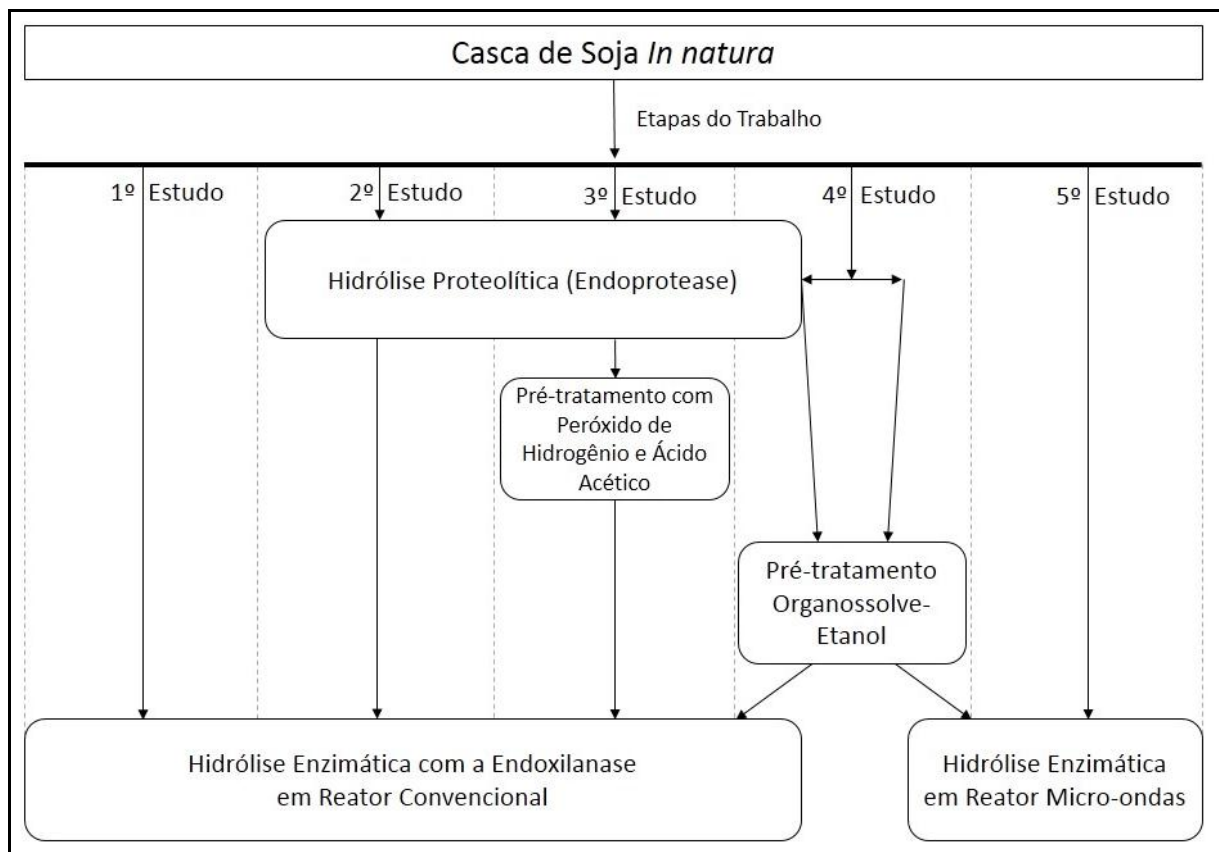 Casca de Soja In natura
Etapas do Trabalho
1º Estudo
2º Estudo
3º Estudo
4º Estudo
5º Estudo
Hidrólise Proteolítica (Endoprotease)
Pré-tratamento com
Peróxido de
Hidrogênio e Ácido
Acético
Pré-tratamento
Organossolve-
Etanol
Hidrólise Enzimática com a Endoxilanase
em Reator Convencional
Hidrólise Enzimática
em Reator Micro-ondas